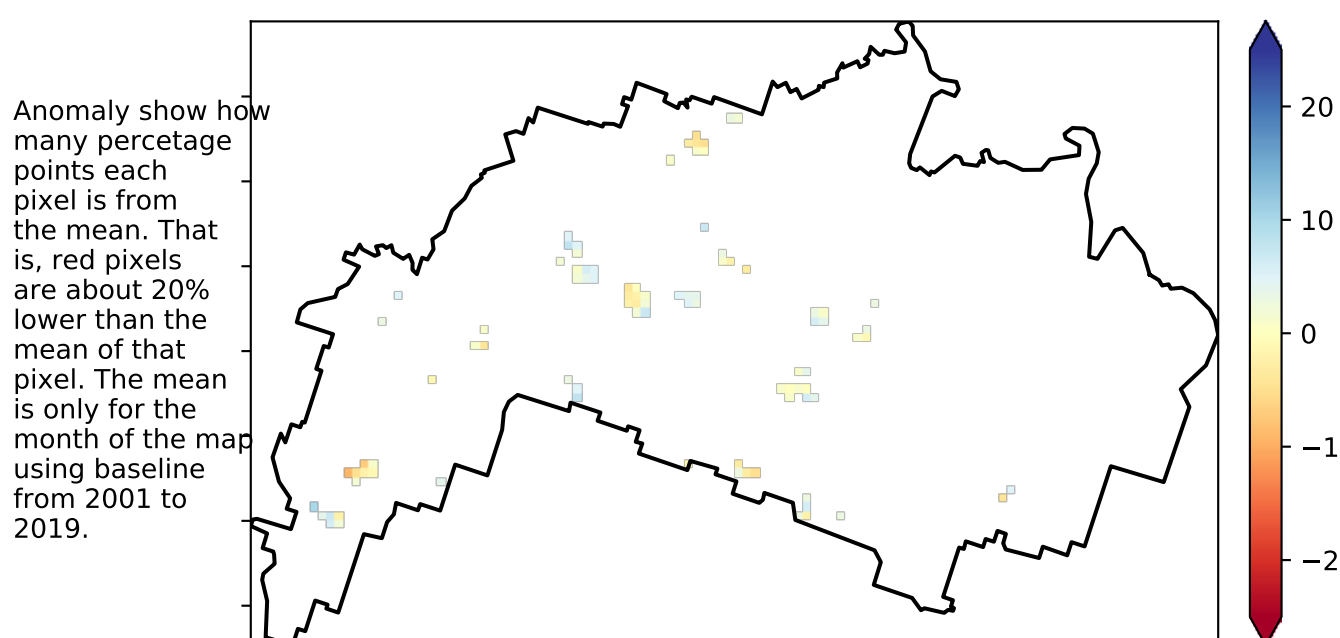 Anomaly show how
many percetage
points each
pixel is from
the mean. That
is, red pixels
are about 20%
lower than the
mean of that
pixel. The mean
is only for the
month of the map
using baseline
from 2001 to
2019.
20
10
0
−1
−2